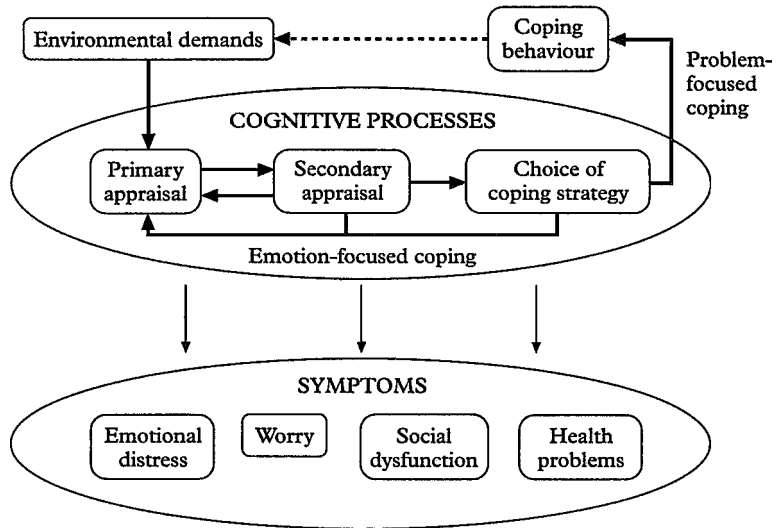 Environmental demands
Coping
behaviour
Problem-
focused
coping
COGNITIVE PROCESSES
Primary
appraisal
Secondary
appraisal
Choice of
coping strategy
Emotion-focused coping
SYMPTOMS
Emotional
distress
Worry
Social
dysfunction
Health
problems